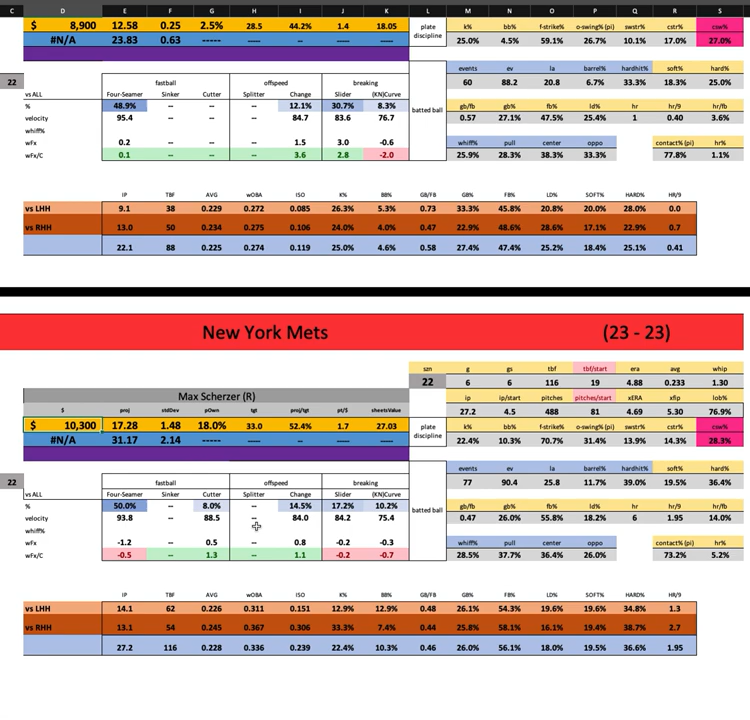 C D E F G H I J K L M N O P Q R S
$ 8,900 12.58 0.25 2.5% 28.5 44.2% 1.4 18.05 plate discipline k% bb% f-strike% o-swing% (pi) swstr% cstr% csw%
#N/A 23.83 0.63 ----- ---- -- -- ---- 25.0% 4.5% 59.1% 26.7% 10.1% 17.0% 27.0%
events ev la barrel% hardhit% soft% hard%
22 fastball offspeed breaking 60 88.2 20.8 6.7% 33.3% 18.3% 25.0%
vs ALL Four-Seamer Sinker Cutter Splitter Change Slider (KN)Curve
% 48.9% -- -- -- 12.1% 30.7% 8.3% batted ball gb/fb gb% fb% ld% hr hr/9 hr/fb
velocity 95.4 -- -- -- 84.7 83.6 76.7 0.57 27.1% 47.5% 25.4% 1 0.40 3.6%
whiff%
wFx 0.2 -- -- -- 1.5 3.0 -0.6 whiff% pull center oppo contact% (pi) hr%
wFx/C 0.1 -- -- -- 3.6 2.8 -2.0 25.9% 28.3% 38.3% 33.3% 77.8% 1.1%
IP TBF AVG wOBA ISO K% BB% GB/FB GB% FB% LD% SOFT% HARD% HR/9
vs LHH 9.1 38 0.229 0.272 0.085 26.3% 5.3% 0.73 33.3% 45.8% 20.8% 20.0% 28.0% 0.0
vs RHH 13.0 50 0.234 0.275 0.106 24.0% 4.0% 0.47 22.9% 48.6% 28.6% 17.1% 22.9% 0.7
22.1 88 0.225 0.274 0.119 25.0% 4.6% 0.58 27.4% 47.4% 25.2% 18.4% 25.1% 0.41
New York Mets (23 - 23)
szn g gs tbf tbf/start era avg whip
22 6 6 116 19 4.88 0.233 1.30
Max Scherzer (R) ip ip/start pitches pitches/start xERA xfip lob%
$ proj stdDev pOwn tgt proj/tgt pt/$ sheetsValue 27.2 4.5 488 81 4.69 5.30 76.9%
$ 10,300 17.28 1.48 18.0% 33.0 52.4% 1.7 27.03 plate discipline k% bb% f-strike% o-swing% (pi) swstr% cstr% csw%
#N/A 31.17 2.14 ----- ---- -- -- ---- 22.4% 10.3% 70.7% 31.4% 13.9% 14.3% 28.3%
events ev la barrel% hardhit% soft% hard%
22 fastball offspeed breaking 77 90.4 25.8 11.7% 39.0% 19.5% 36.4%
vs ALL Four-Seamer Sinker Cutter Splitter Change Slider (KN)Curve
% 50.0% -- 8.0% -- 14.5% 17.2% 10.2% batted ball gb/fb gb% fb% ld% hr hr/9 hr/fb
velocity 93.8 -- 88.5 -- 84.0 84.2 75.4 0.47 26.0% 55.8% 18.2% 6 1.95 14.0%
whiff%
wFx -1.2 -- 0.5 -- 0.8 -0.2 -0.3 whiff% pull center oppo contact% (pi) hr%
wFx/C -0.5 -- 1.3 -- 1.1 -0.2 -0.7 28.5% 37.7% 36.4% 26.0% 73.2% 5.2%
IP TBF AVG wOBA ISO K% BB% GB/FB GB% FB% LD% SOFT% HARD% HR/9
vs LHH 14.1 62 0.226 0.311 0.151 12.9% 12.9% 0.48 26.1% 54.3% 19.6% 19.6% 34.8% 1.3
vs RHH 13.1 54 0.245 0.367 0.306 33.3% 7.4% 0.44 25.8% 58.1% 16.1% 19.4% 38.7% 2.7
27.2 116 0.228 0.336 0.239 22.4% 10.3% 0.46 26.0% 56.1% 18.0% 19.5% 36.6% 1.95